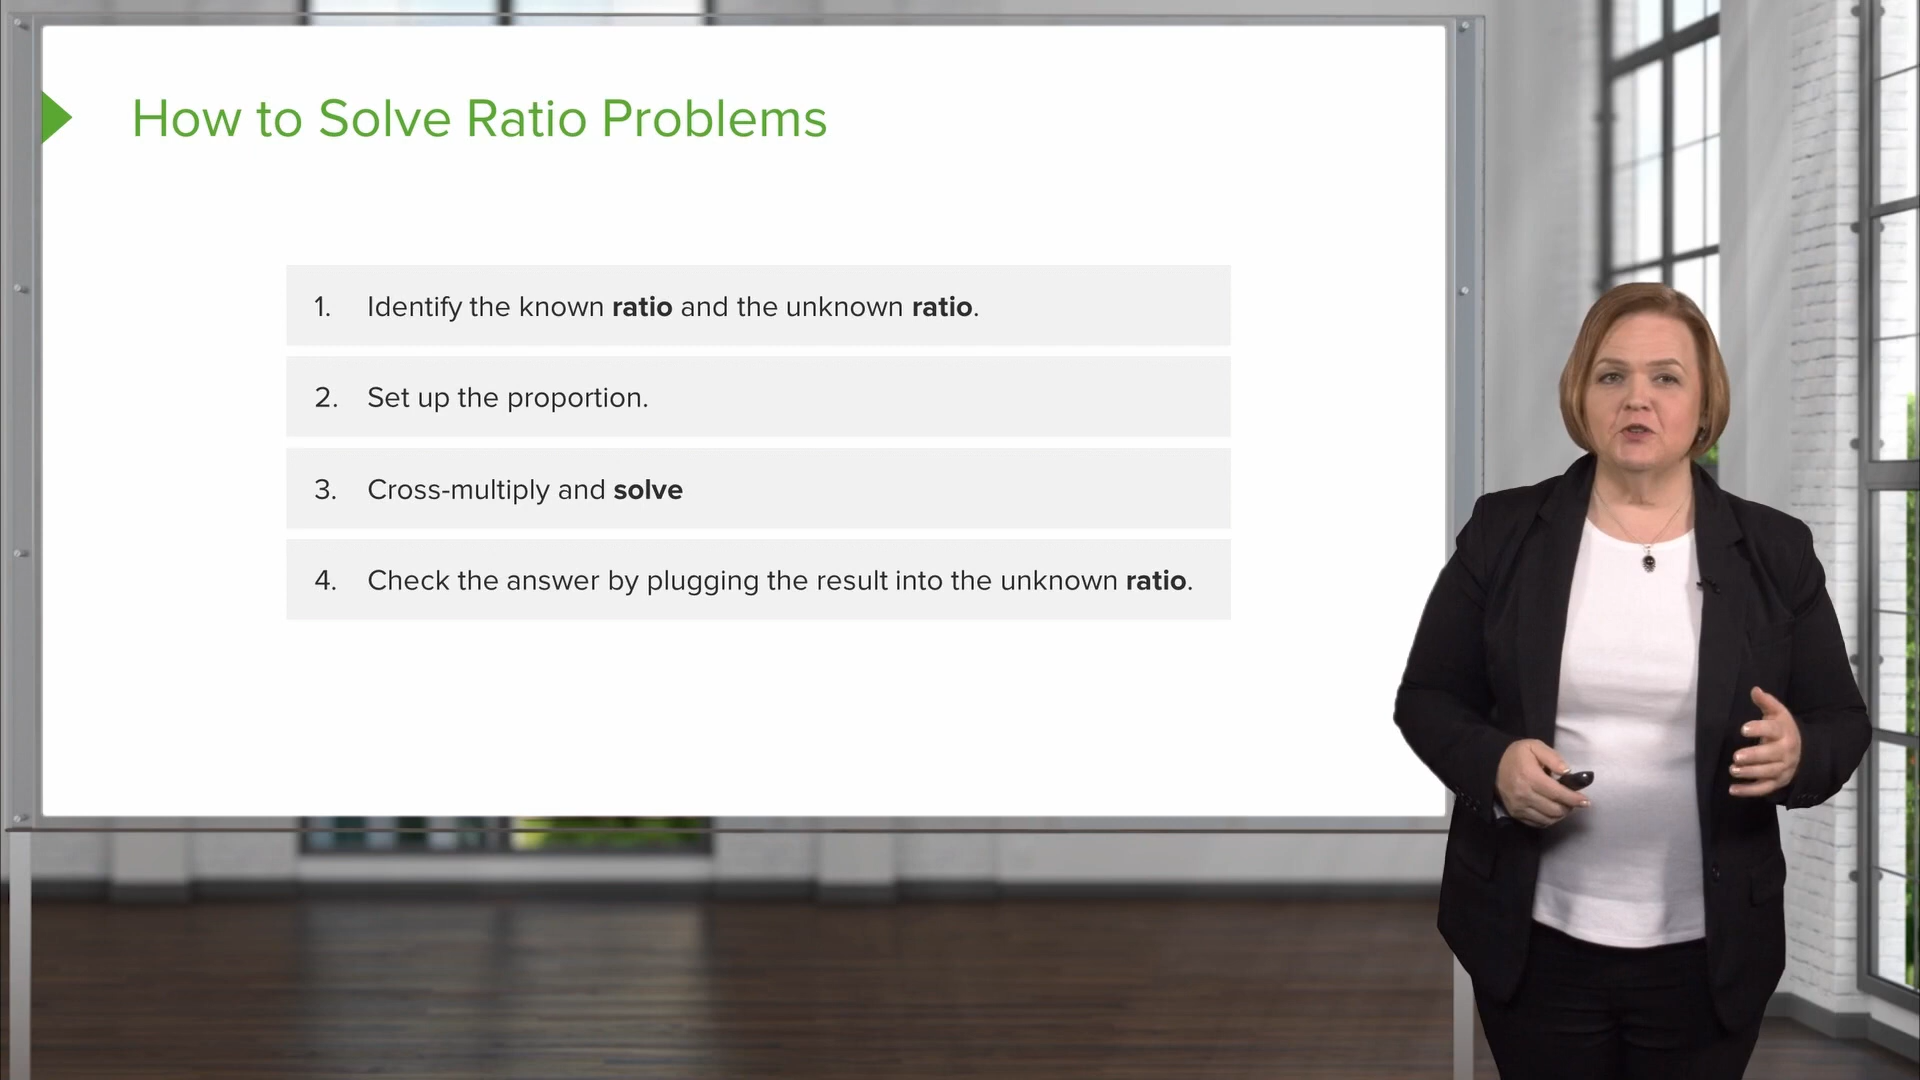 How to Solve Ratio Problems
1. Identify the known ratio and the unknown ratio.
2. Set up the proportion.
3. Cross-multiply and solve
4. Check the answer by plugging the result into the unknown ratio.